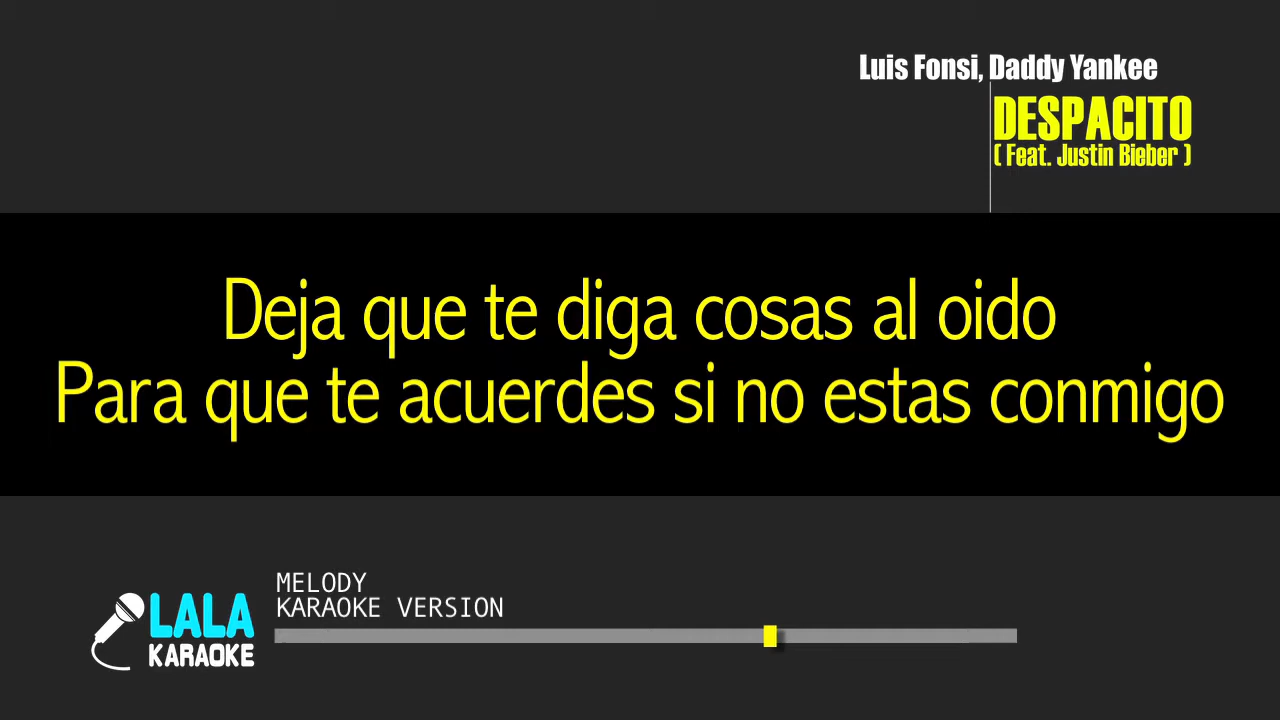 Luis Fonsi, Daddy Yankee
DESPACITO
( Feat. Justin Bieber )
Deja que te diga cosas al oido
Para que te acuerdes si no estas conmigo
MELODY
KARAOKE VERSION
LALA
KARAOKE